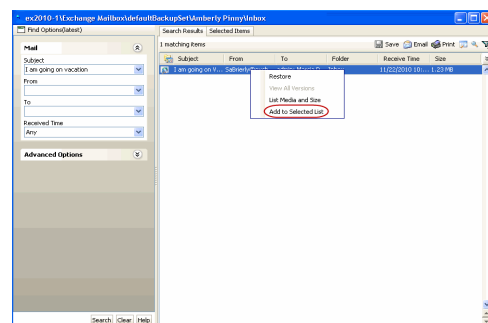 ex2010-1\Exchange Mailbox\defaultBackupSet\Amberly Pinny\Inbox
Find Options(latest)
Search Results Selected Items
1 matching items
Save Email Print
Mail
Subject
I am going on vacation
From
To
Received Time
Any
Advanced Options
Subject From To Folder Receive Time Size
I am going on V... Inbox 11/22/2010 10:... 1.23 MB
Restore
View All Versions
List Media and Size
Add to Selected List
Search Clear Help